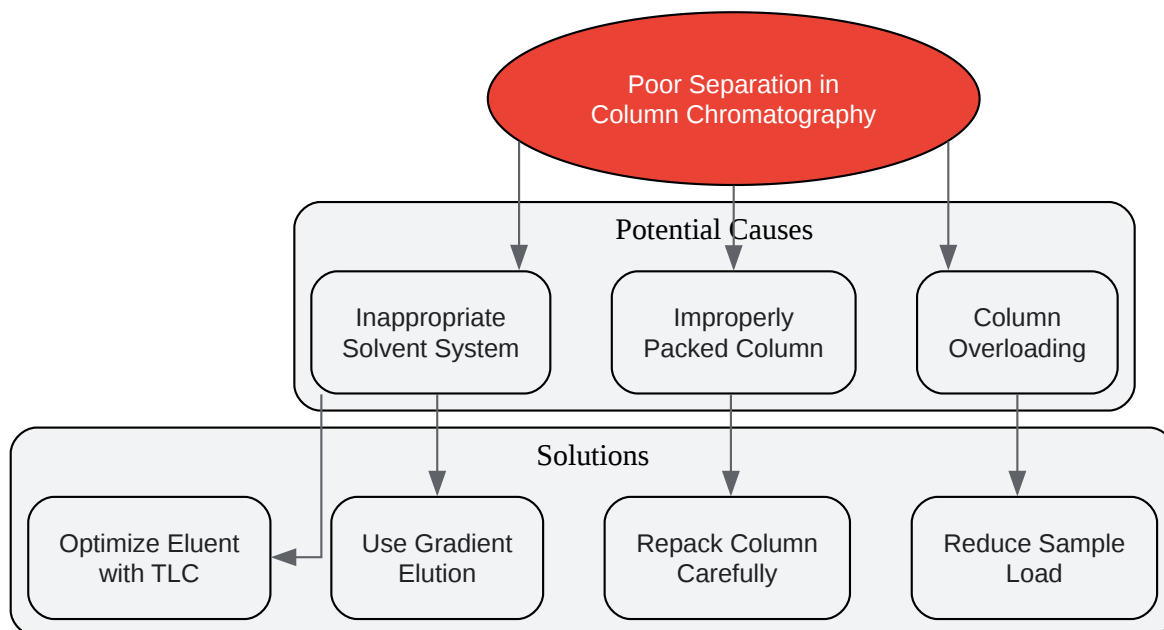 Poor Separation in
Column Chromatography
Potential Causes
Inappropriate
Solvent System
Improperly
Packed Column
Column
Overloading
Solutions
Optimize Eluent
with TLC
Use Gradient
Elution
Repack Column
Carefully
Reduce Sample
Load